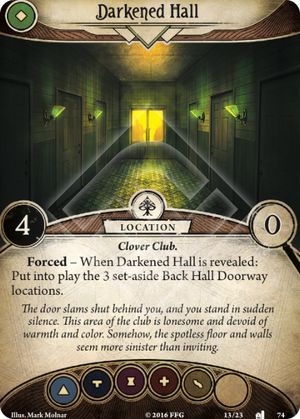 Darkened Hall
4
LOCATION
0
Clover Club.
Forced – When Darkened Hall is revealed:
Put into play the 3 set-aside Back Hall Doorway
locations.
The door slams shut behind you, and you stand in sudden
silence. This area of the club is lonesome and devoid of
warmth and color. Somehow, the spotless floor and walls
seem more sinister than inviting.
Illus. Mark Molnar
© 2016 FFG
13/23
74